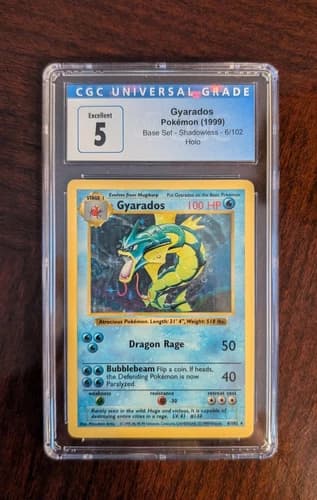 CGC UNIVERSAL GRADE
Excellent
5
Gyarados
Pokémon (1999)
Base Set - Shadowless - 6/102
Holo
STAGE 1
Evolves from Magikarp
Put Gyarados on the Basic Pokémon
Gyarados 100 HP
Atrocious Pokémon. Length: 21' 4", Weight: 518 lbs.
Dragon Rage 50
Bubblebeam Flip a coin. If heads,
the Defending Pokémon is now
Paralyzed.
40
weakness resistance retreat cost
-30
Rarely seen in the wild. Huge and vicious, it is capable of
destroying entire cities in a rage. LV. 41 #130
6/102 ★